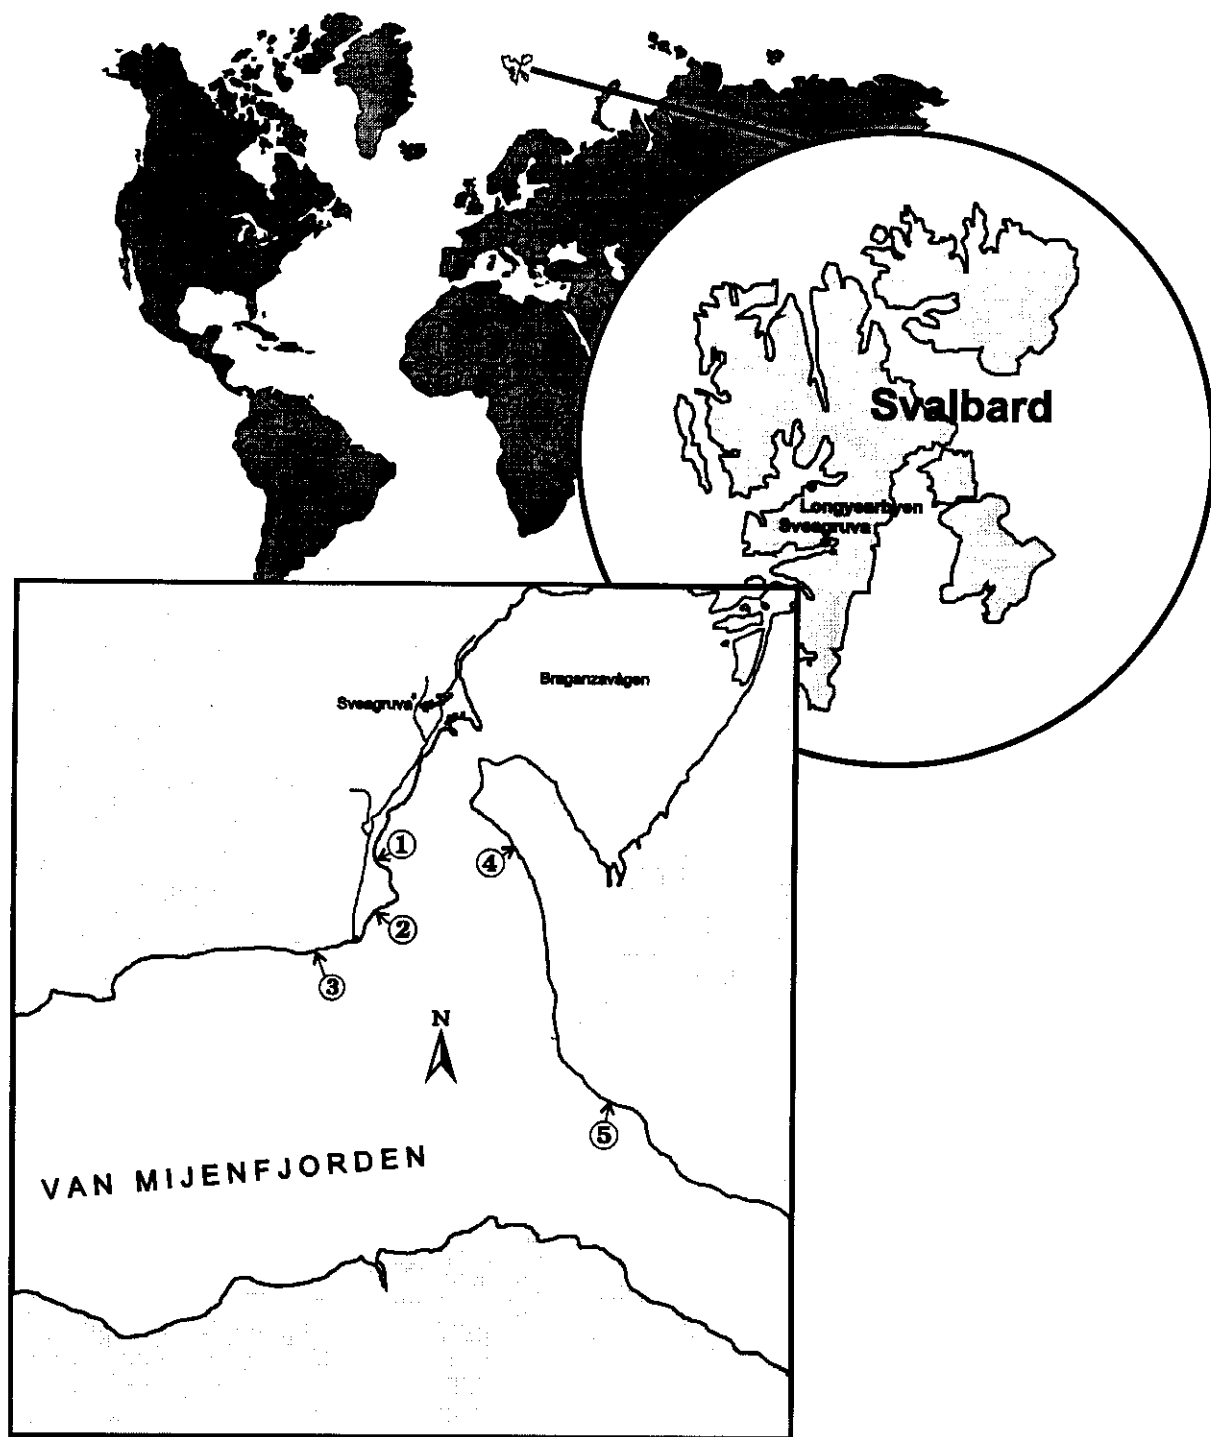 Svalbard
Longyearbyen
Sveagruva
Braganzavågen
Sveagruva
1
4
2
3
N
5
VAN MIJENFJORDEN